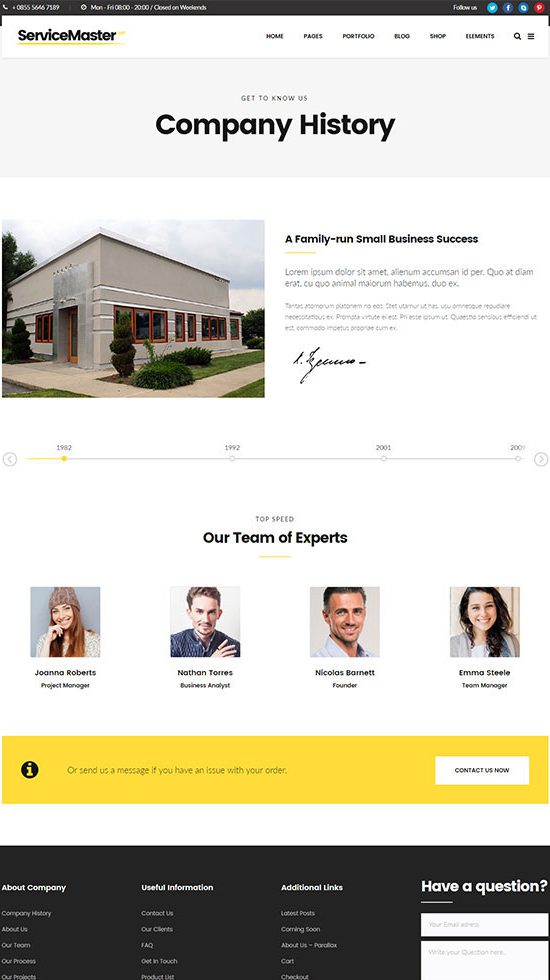 + 0855 5646 7189
Mon - Fri 08:00 - 20:00 / Closed on Weekends
Follow us
ServiceMaster
HOME PAGES PORTFOLIO BLOG SHOP ELEMENTS
GET TO KNOW US
Company History
A Family-run Small Business Success
Lorem ipsum dolor sit amet, alienum accumsan id per. Quo at diam
erat, cu quo animal maiorum habemus, duo ex.
Tantas atomorum platonem no eos. Stet utamur ut has, usu omnesque repudiare
necessitatibus ex. Prompta virtute ei est. Pri esse ipsum ut. Quaestio sensibus efficiendi ut
est, commodo impetus propriae cum ex.
1982 1992 2001 2009
TOP SPEED
Our Team of Experts
Joanna Roberts
Project Manager
Nathan Torres
Business Analyst
Nicolas Barnett
Founder
Emma Steele
Team Manager
Or send us a message if you have an issue with your order.
CONTACT US NOW
About Company
Company History
About Us
Our Team
Our Process
Our Projects
Useful Information
Contact Us
Our Clients
FAQ
Get In Touch
Product List
Additional Links
Latest Posts
Coming Soon
About Us – Parallax
Cart
Checkout
Have a question?
Your Email adress
Write your Question here..